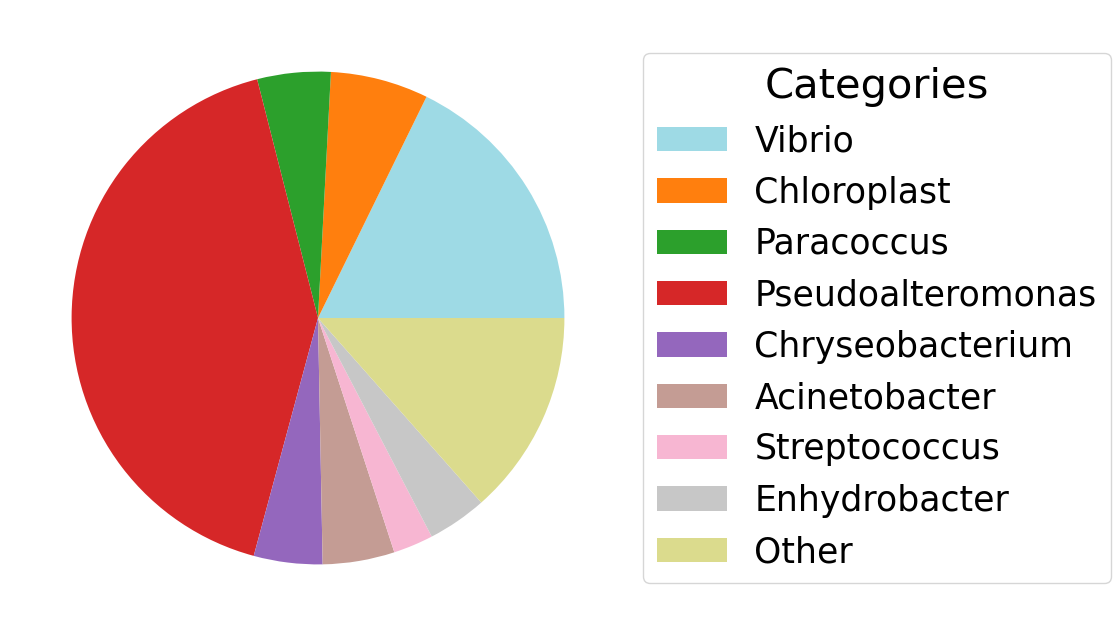 Categories
Vibrio
Chloroplast
Paracoccus
Pseudoalteromonas
Chryseobacterium
Acinetobacter
Streptococcus
Enhydrobacter
Other